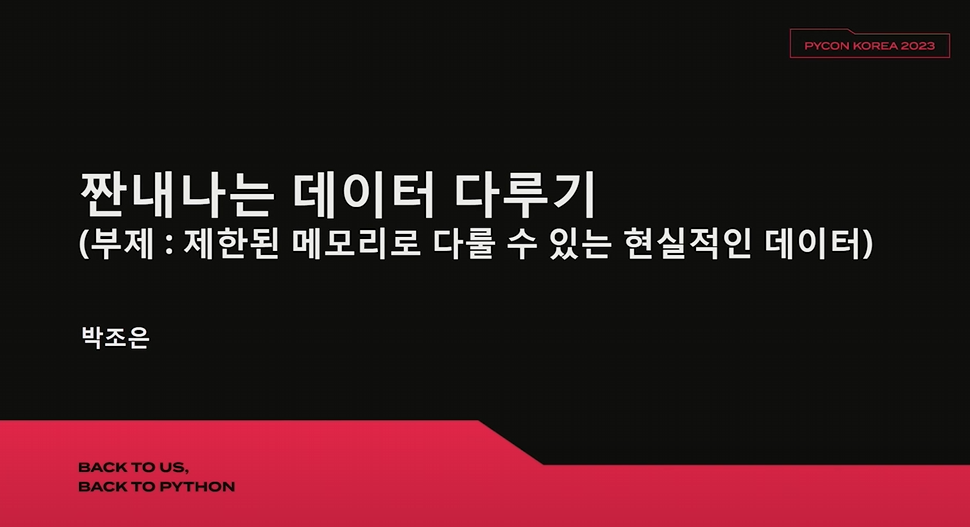 PYCON KOREA 2023
짠내나는 데이터 다루기
(부제 : 제한된 메모리로 다룰 수 있는 현실적인 데이터)
박조은
BACK TO US,
BACK TO PYTHON